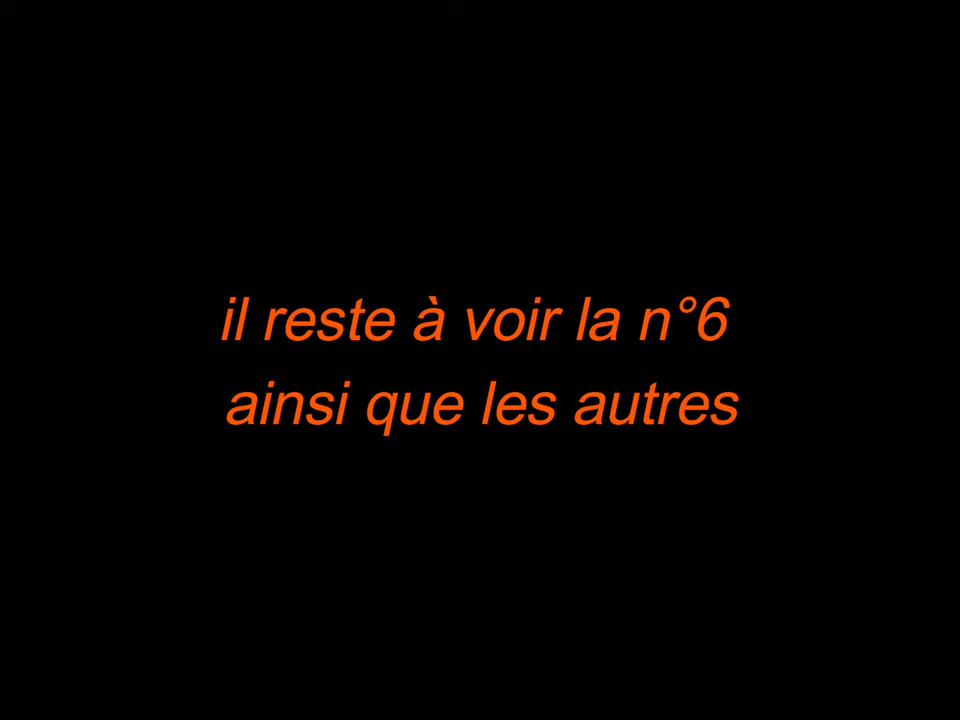 il reste à voir la n°6
ainsi que les autres